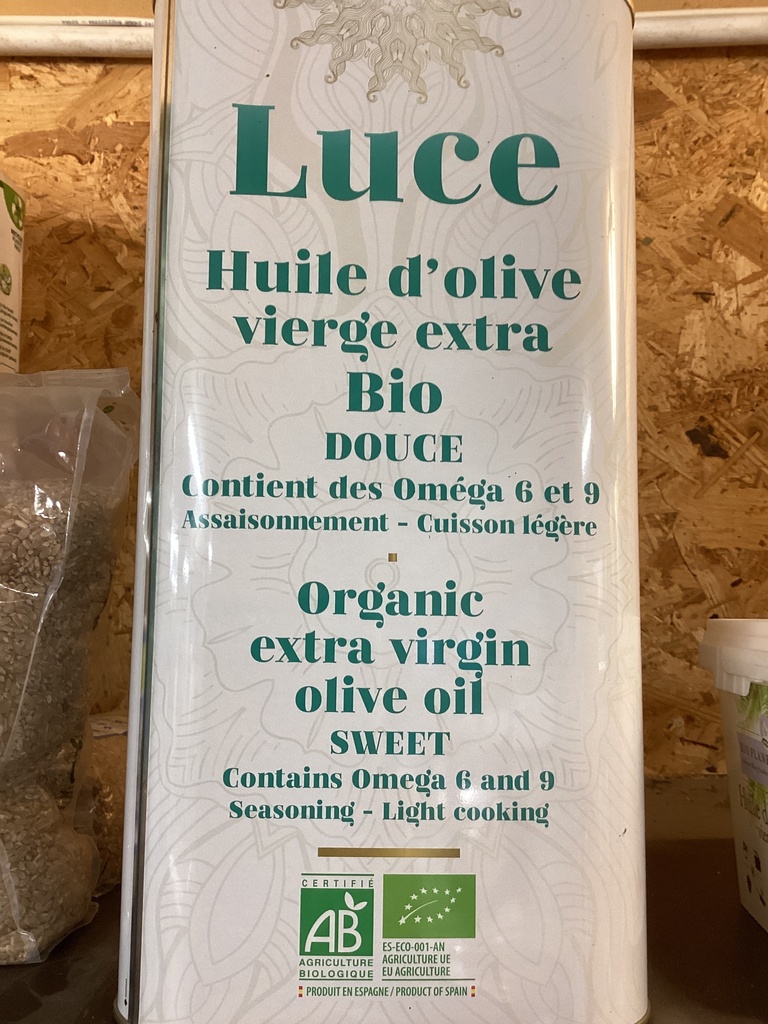 Luce
Huile d'olive
vierge extra
Bio
DOUCE
Contient des Oméga 6 et 9
Assaisonnement - Cuisson légère
Organic
extra virgin
olive oil
SWEET
Contains Omega 6 and 9
Seasoning - Light cooking
CERTIFIÉ
AB
AGRICULTURE
BIOLOGIQUE
ES-ECO-001-AN
AGRICULTURE UE
EU AGRICULTURE
PRODUIT EN ESPAGNE / PRODUCT OF SPAIN